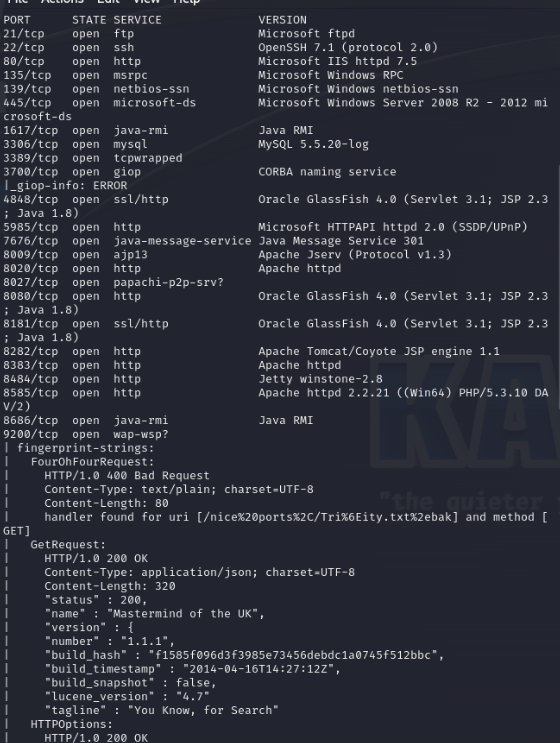 File Actions Edit View Help
PORT STATE SERVICE VERSION
21/tcp open ftp Microsoft ftpd
22/tcp open ssh OpenSSH 7.1 (protocol 2.0)
80/tcp open http Microsoft IIS httpd 7.5
135/tcp open msrpc Microsoft Windows RPC
139/tcp open netbios-ssn Microsoft Windows netbios-ssn
445/tcp open microsoft-ds Microsoft Windows Server 2008 R2 - 2012 mi
crosoft-ds
1617/tcp open java-rmi Java RMI
3306/tcp open mysql MySQL 5.5.20-log
3389/tcp open tcpwrapped
3700/tcp open giop CORBA naming service
|_giop-info: ERROR
4848/tcp open ssl/http Oracle GlassFish 4.0 (Servlet 3.1; JSP 2.3
; Java 1.8)
5985/tcp open http Microsoft HTTPAPI httpd 2.0 (SSDP/UPnP)
7676/tcp open java-message-service Java Message Service 301
8009/tcp open ajp13 Apache Jserv (Protocol v1.3)
8020/tcp open http Apache httpd
8027/tcp open papachi-p2p-srv?
8080/tcp open http Oracle GlassFish 4.0 (Servlet 3.1; JSP 2.3
; Java 1.8)
8181/tcp open ssl/http Oracle GlassFish 4.0 (Servlet 3.1; JSP 2.3
; Java 1.8)
8282/tcp open http Apache Tomcat/Coyote JSP engine 1.1
8383/tcp open http Apache httpd
8484/tcp open http Jetty winstone-2.8
8585/tcp open http Apache httpd 2.2.21 ((Win64) PHP/5.3.10 DA
V/2)
8686/tcp open java-rmi Java RMI
9200/tcp open wap-wsp?
| fingerprint-strings:
| FourOhFourRequest:
| HTTP/1.0 400 Bad Request
| Content-Type: text/plain; charset=UTF-8
| Content-Length: 80
| handler found for uri [/nice%20ports%2C/Tri%6Eity.txt%2ebak] and method [
GET]
| GetRequest:
| HTTP/1.0 200 OK
| Content-Type: application/json; charset=UTF-8
| Content-Length: 320
| "status" : 200,
| "name" : "Mastermind of the UK",
| "version" : {
| "number" : "1.1.1",
| "build_hash" : "f1585f096d3f3985e73456debdc1a0745f512bbc",
| "build_timestamp" : "2014-04-16T14:27:12Z",
| "build_snapshot" : false,
| "lucene_version" : "4.7"
| "tagline" : "You Know, for Search"
| HTTPOptions:
| HTTP/1.0 200 OK
KA
"the quieter